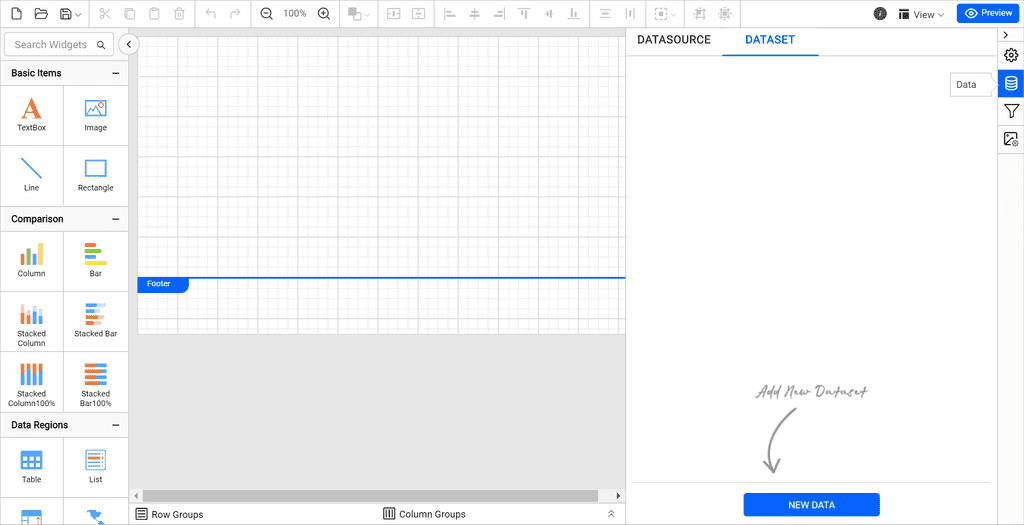 100%
View
Preview
Search Widgets
DATASOURCE
DATASET
Data
Basic Items
TextBox
Image
Line
Rectangle
Comparison
Column
Bar
Stacked
Column
Stacked Bar
Stacked
Column100%
Stacked
Bar100%
Data Regions
Table
List
Footer
Add New Dataset
Row Groups
Column Groups
NEW DATA